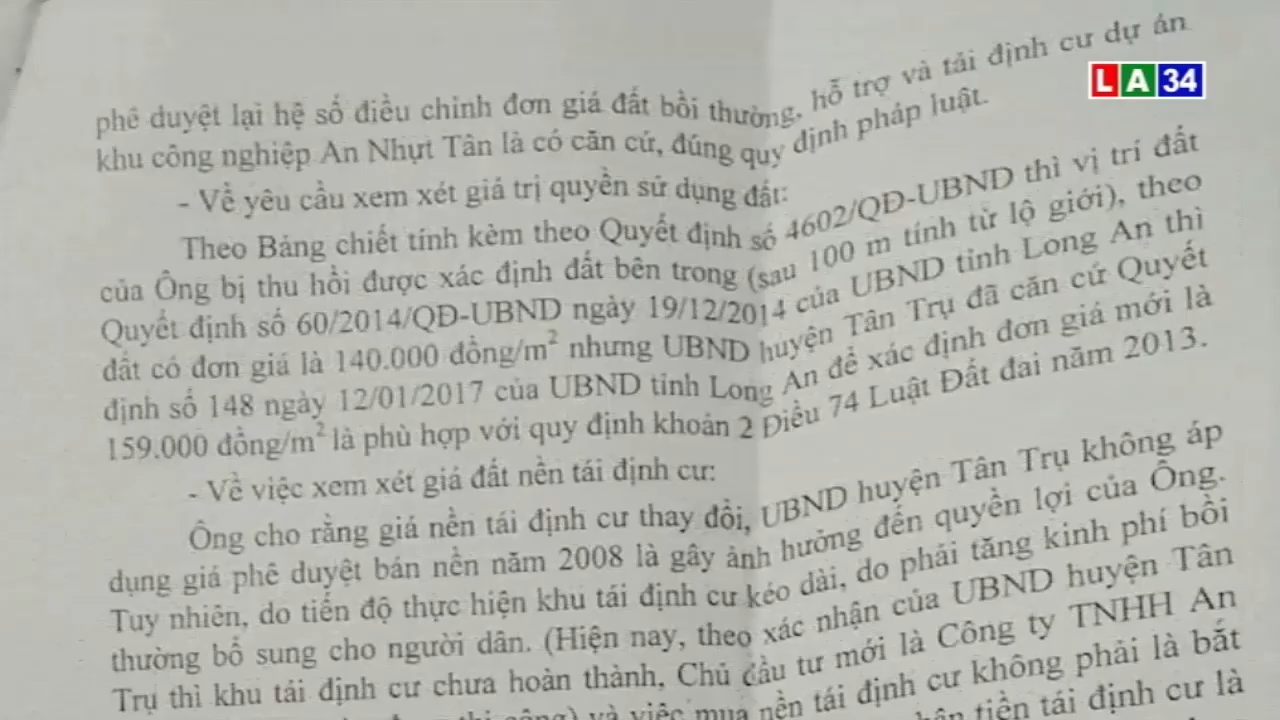 LA34
phê duyệt lại hệ số điều chỉnh đơn giá đất bồi thường, hỗ trợ và tái định cư dự án
khu công nghiệp An Nhựt Tân là có căn cứ, đúng quy định pháp luật.
- Về yêu cầu xem xét giá trị quyền sử dụng đất:
Theo Bảng chiết tính kèm theo Quyết định số 4602/QĐ-UBND thì vị trí đất
của Ông bị thu hồi được xác định đất bên trong (sau 100 m tính từ lộ giới), theo
Quyết định số 60/2014/QĐ-UBND ngày 19/12/2014 của UBND tỉnh Long An thì
đất có đơn giá là 140.000 đồng/m² nhưng UBND huyện Tân Trụ đã căn cứ Quyết
định số 148 ngày 12/01/2017 của UBND tỉnh Long An để xác định đơn giá mới là
159.000 đồng/m² là phù hợp với quy định khoản 2 Điều 74 Luật Đất đai năm 2013.
- Về việc xem xét giá đất nền tái định cư:
Ông cho rằng giá nền tái định cư thay đổi, UBND huyện Tân Trụ không áp
dụng giá phê duyệt bán nền năm 2008 là gây ảnh hưởng đến quyền lợi của Ông.
Tuy nhiên, do tiến độ thực hiện khu tái định cư kéo dài, do phải tăng kinh phí bồi
thường bổ sung cho người dân. (Hiện nay, theo xác nhận của UBND huyện Tân
Trụ thì khu tái định cư chưa hoàn thành, Chủ đầu tư mới là Công ty TNHH An
thi công) và việc mua nền tái định cư không phải là bắt
tiền tái định cư là